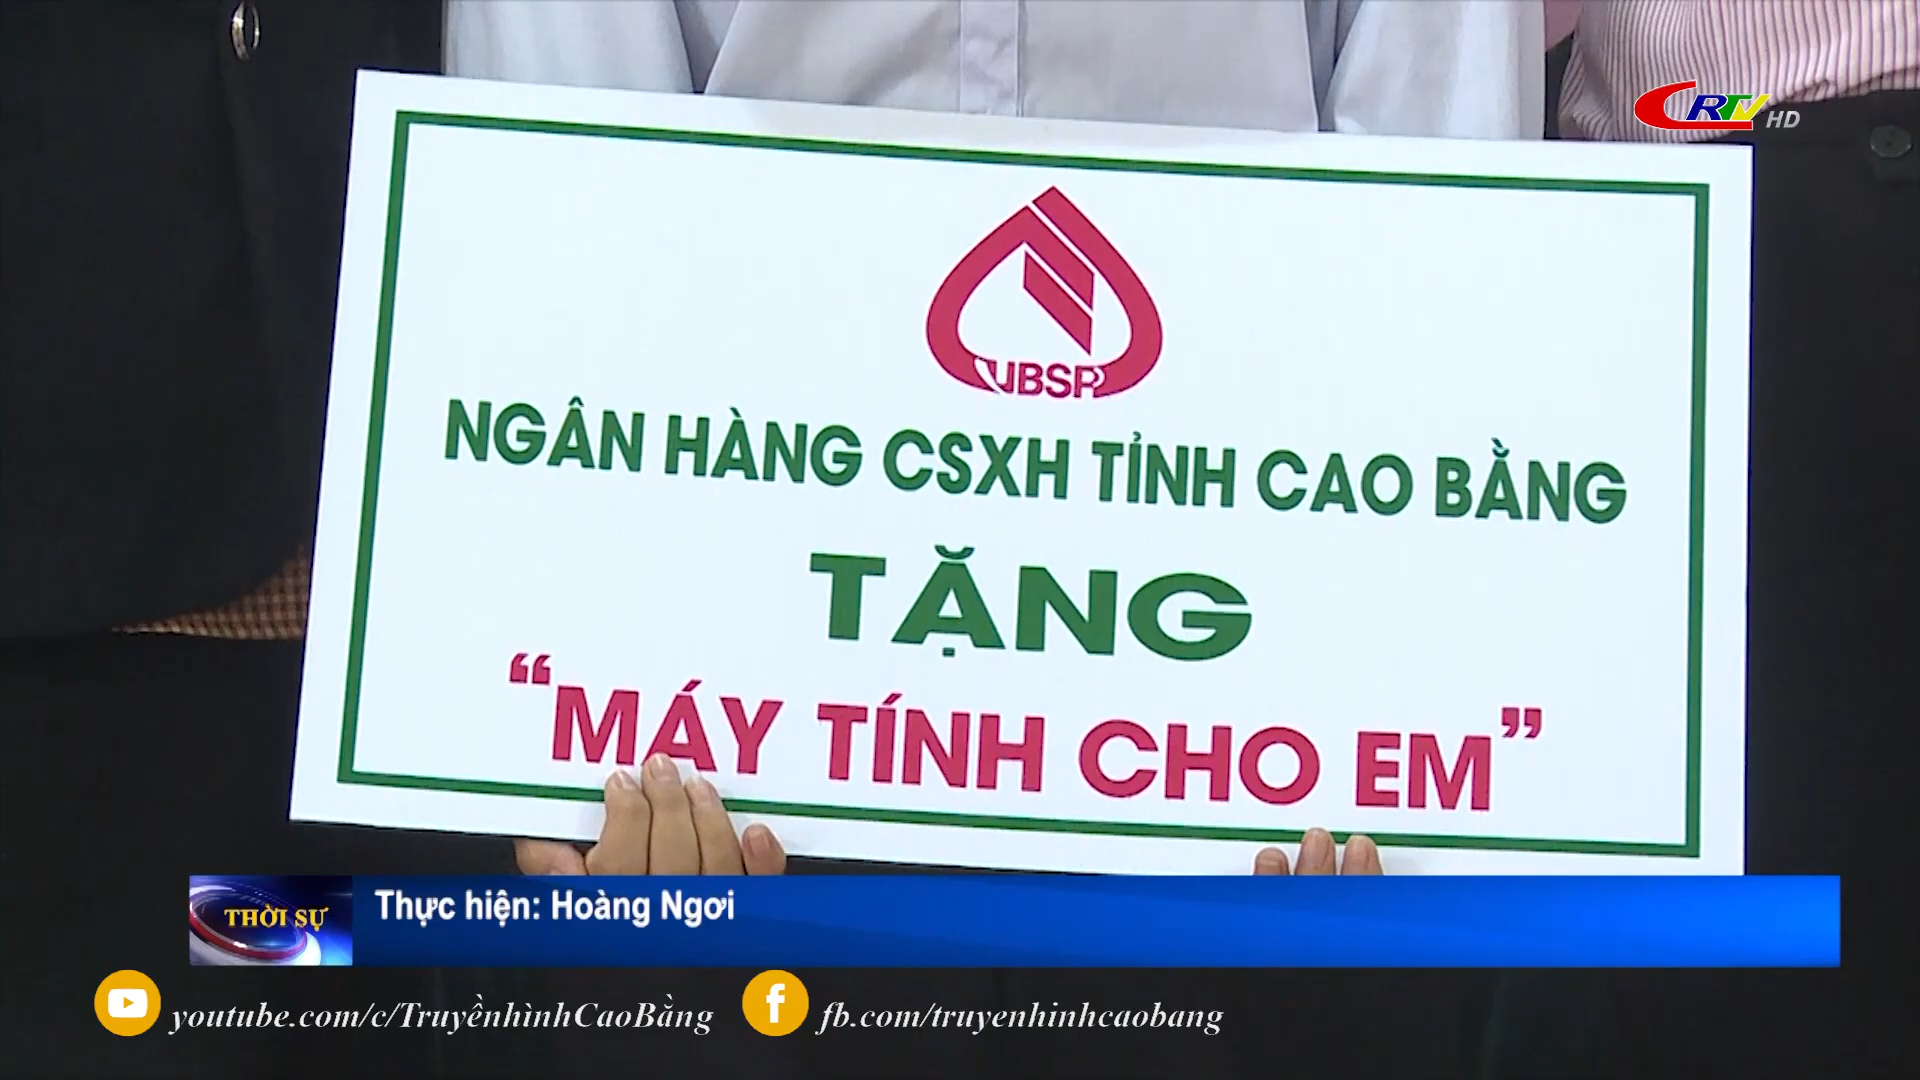 CRTV HD
VBSP
NGÂN HÀNG CSXH TỈNH CAO BẰNG
TẶNG
“MÁY TÍNH CHO EM”
THỜI SỰ
Thực hiện: Hoàng Ngơi
youtube.com/c/TruyềnhìnhCaoBằng
fb.com/truyenhinhcaobang